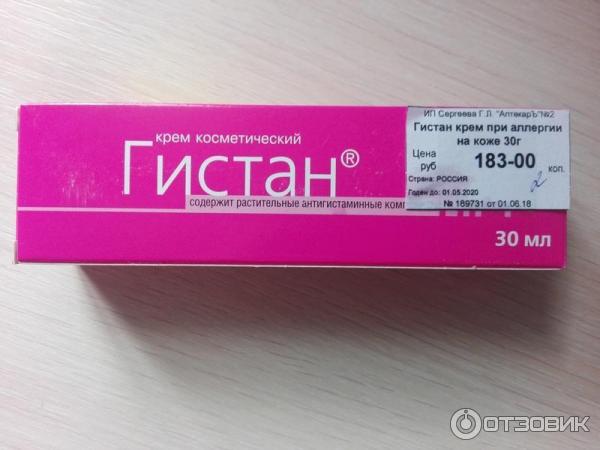 крем косметический
Гистан®
содержит растительные антигистаминные комп
30 мл
ИП Сергеева Г.Л. "АптекарЪ"№2
Гистан крем при аллергии
на коже 30г
Цена
руб
183-00
коп.
Страна: РОССИЯ
Годен до: 01.05.2020
2
№ 189731 от 01.06.18
ОТЗОВИК